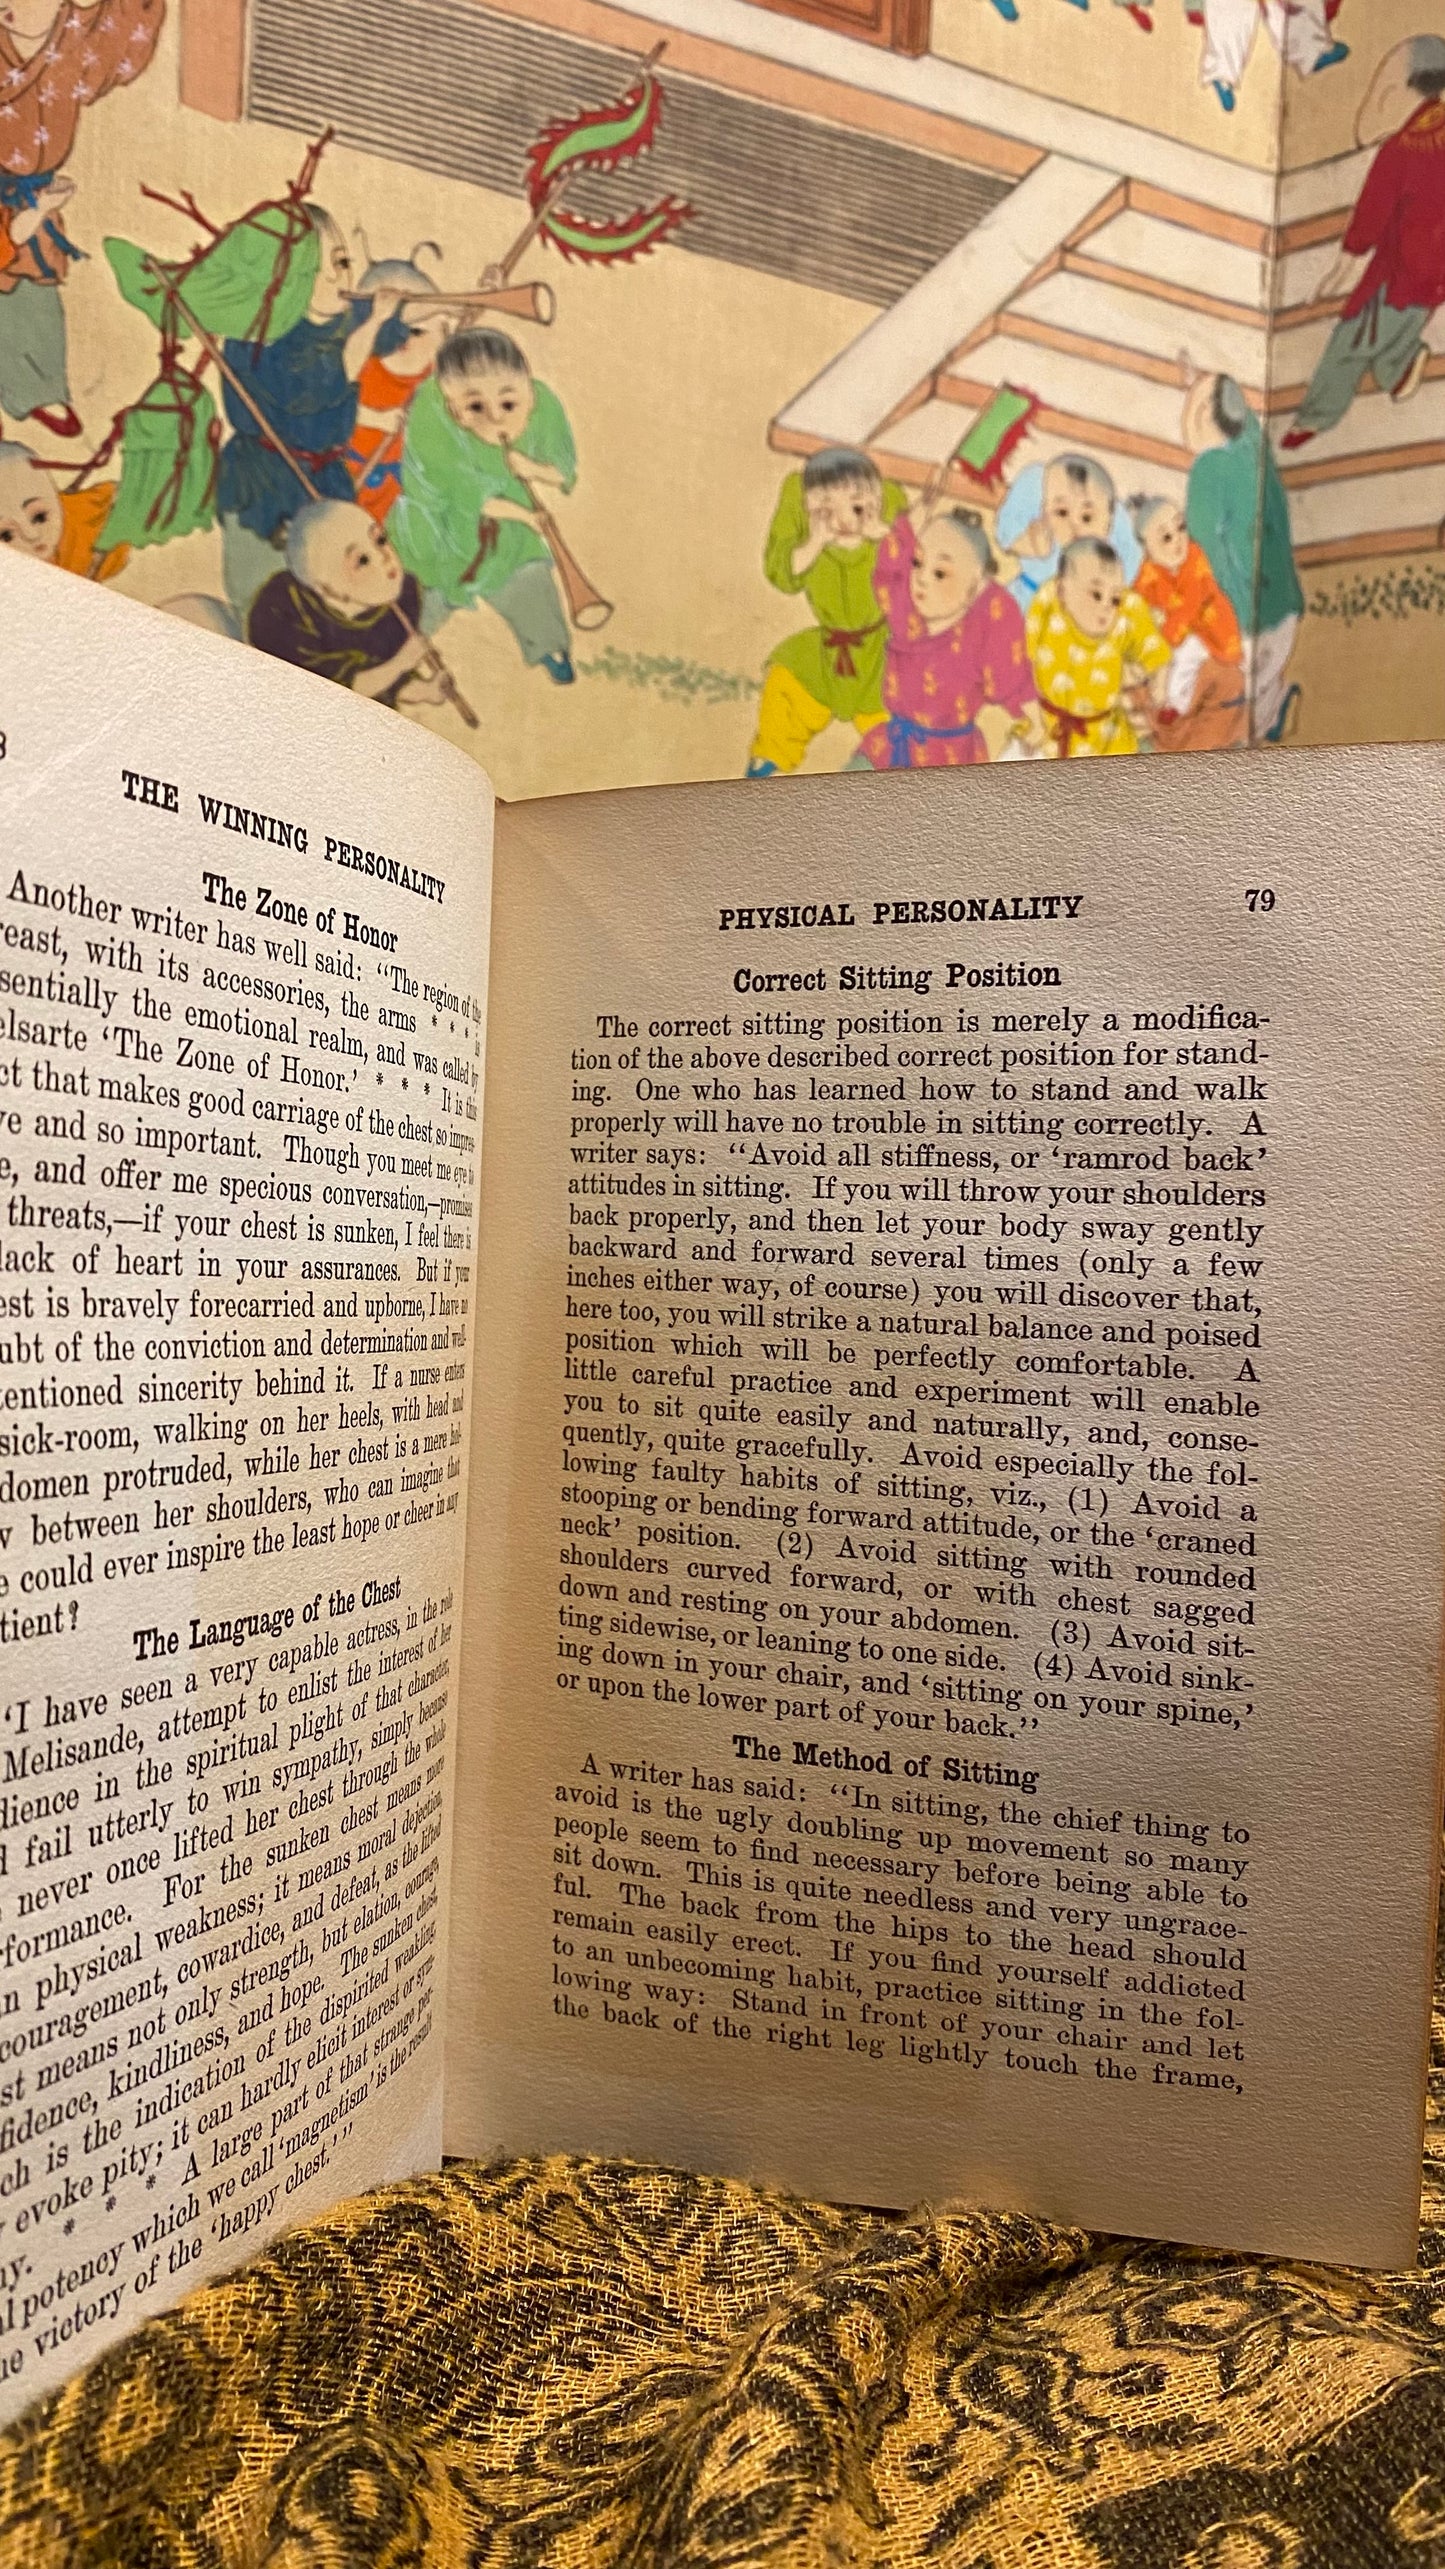 8
THE WINNING PERSONALITY
The Zone of Honor
Another writer has well said: "The region of the
east, with its accessories, the arms * * * * is
sentially the emotional realm, and was called by
elsarte 'The Zone of Honor.' * * * It is this
ct that makes good carriage of the chest so impres-
ve and so important. Though you meet me eye to
e, and offer me specious conversation,—promises
threats,—if your chest is sunken, I feel there is
lack of heart in your assurances. But if your
est is bravely forecarried and upborne, I have no
ubt of the conviction and determination and well-
tentioned sincerity behind it. If a nurse enters
sick-room, walking on her heels, with head and
domen protruded, while her chest is a mere hol-
w between her shoulders, who can imagine that
e could ever inspire the least hope or cheer in any
tient?
The Language of the Chest
'I have seen a very capable actress, in the role
Melisande, attempt to enlist the interest of her
dience in the spiritual plight of that character,
d fail utterly to win sympathy, simply because
never once lifted her chest through the whole
rformance. For the sunken chest means more
an physical weakness; it means moral dejection,
couragement, cowardice, and defeat, as the lifted
st means not only strength, but elation, courage,
fidence, kindliness, and hope. The sunken chest,
ch is the indication of the dispirited weakling,
evoke pity; it can hardly elicit interest or sym-
hy. * * * A large part of that strange per-
al potency which we call 'magnetism' is the result
he victory of the 'happy chest.' "
PHYSICAL PERSONALITY 79
Correct Sitting Position
The correct sitting position is merely a modifica-
tion of the above described correct position for stand-
ing. One who has learned how to stand and walk
properly will have no trouble in sitting correctly. A
writer says: "Avoid all stiffness, or 'ramrod back'
attitudes in sitting. If you will throw your shoulders
back properly, and then let your body sway gently
backward and forward several times (only a few
inches either way, of course) you will discover that,
here too, you will strike a natural balance and poised
position which will be perfectly comfortable. A
little careful practice and experiment will enable
you to sit quite easily and naturally, and, conse-
quently, quite gracefully. Avoid especially the fol-
lowing faulty habits of sitting, viz., (1) Avoid a
stooping or bending forward attitude, or the 'craned
neck' position. (2) Avoid sitting with rounded
shoulders curved forward, or with chest sagged
down and resting on your abdomen. (3) Avoid sit-
ting sidewise, or leaning to one side. (4) Avoid sink-
ing down in your chair, and 'sitting on your spine,'
or upon the lower part of your back."
The Method of Sitting
A writer has said: "In sitting, the chief thing to
avoid is the ugly doubling up movement so many
people seem to find necessary before being able to
sit down. This is quite needless and very ungrace-
ful. The back from the hips to the head should
remain easily erect. If you find yourself addicted
to an unbecoming habit, practice sitting in the fol-
lowing way: Stand in front of your chair and let
the back of the right leg lightly touch the frame,